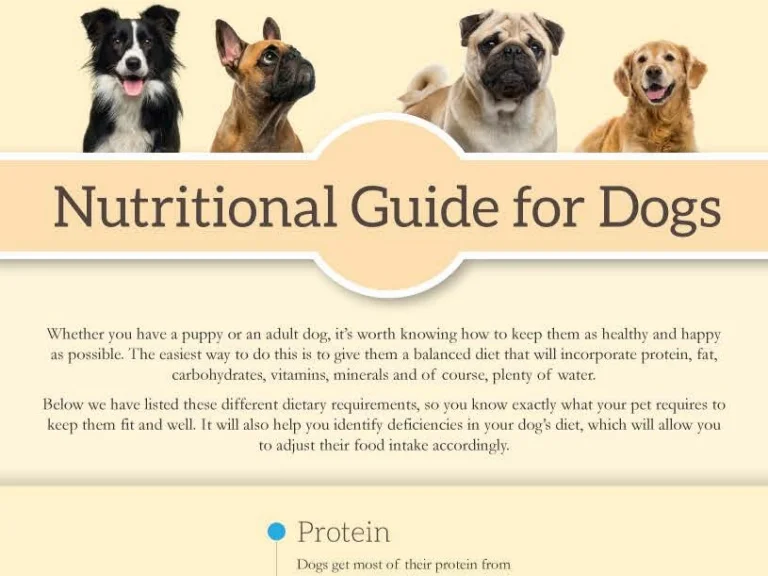 Nutritional Guide for Dogs
Whether you have a puppy or an adult dog, it's worth knowing how to keep them as healthy and happy
as possible. The easiest way to do this is to give them a balanced diet that will incorporate protein, fat,
carbohydrates, vitamins, minerals and of course, plenty of water.
Below we have listed these different dietary requirements, so you know exactly what your pet requires to
keep them fit and well. It will also help you identify deficiencies in your dog's diet, which will allow you
to adjust their food intake accordingly.
Protein
Dogs get most of their protein from